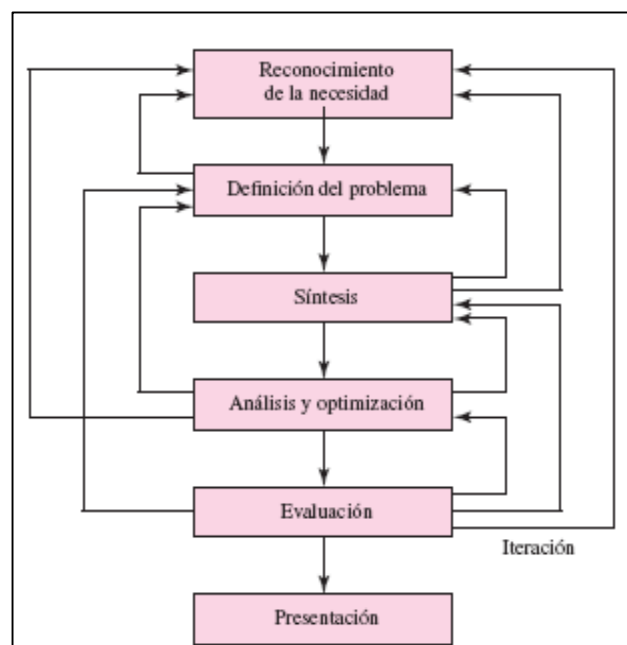 Reconocimiento
de la necesidad
Definición del problema
Síntesis
Análisis y optimización
Evaluación
Iteración
Presentación